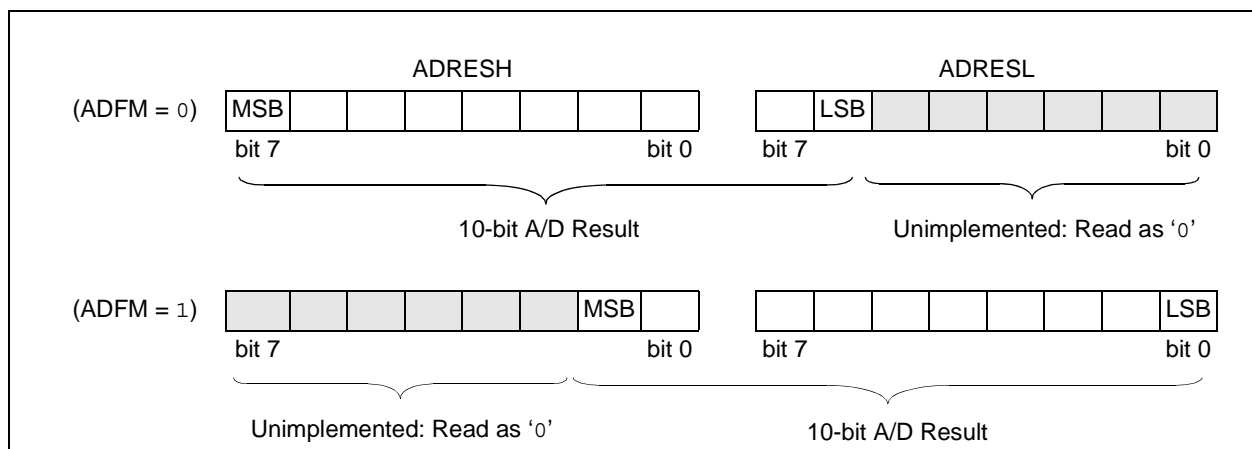 ADRESH ADRESL
(ADFM = 0) MSB LSB
bit 7 bit 0 bit 7 bit 0
10-bit A/D Result Unimplemented: Read as ‘0’
(ADFM = 1) MSB LSB
bit 7 bit 0 bit 7 bit 0
Unimplemented: Read as ‘0’ 10-bit A/D Result